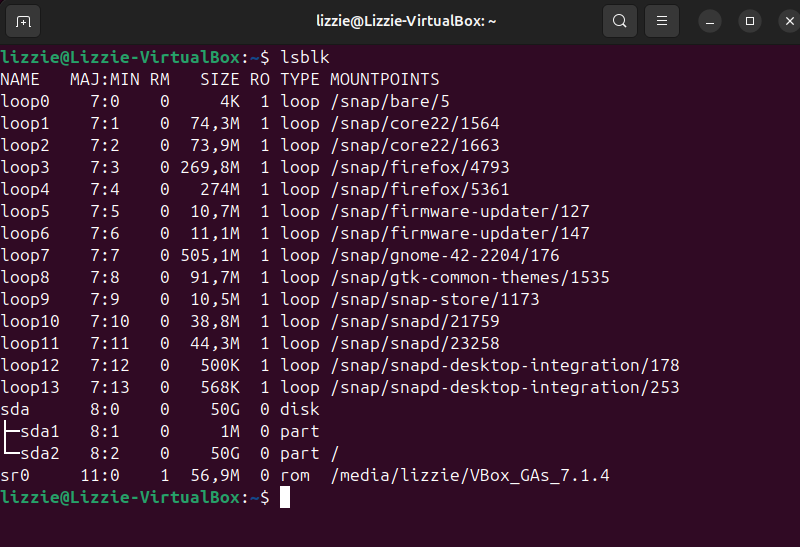 lizzie@Lizzie-VirtualBox: ~
lizzie@Lizzie-VirtualBox:~$ lsblk
NAME   MAJ:MIN RM   SIZE RO TYPE MOUNTPOINTS
loop0    7:0    0     4K  1 loop /snap/bare/5
loop1    7:1    0  74,3M  1 loop /snap/core22/1564
loop2    7:2    0  73,9M  1 loop /snap/core22/1663
loop3    7:3    0 269,8M  1 loop /snap/firefox/4793
loop4    7:4    0   274M  1 loop /snap/firefox/5361
loop5    7:5    0  10,7M  1 loop /snap/firmware-updater/127
loop6    7:6    0  11,1M  1 loop /snap/firmware-updater/147
loop7    7:7    0 505,1M  1 loop /snap/gnome-42-2204/176
loop8    7:8    0  91,7M  1 loop /snap/gtk-common-themes/1535
loop9    7:9    0  10,5M  1 loop /snap/snap-store/1173
loop10   7:10   0  38,8M  1 loop /snap/snapd/21759
loop11   7:11   0  44,3M  1 loop /snap/snapd/23258
loop12   7:12   0   500K  1 loop /snap/snapd-desktop-integration/178
loop13   7:13   0   568K  1 loop /snap/snapd-desktop-integration/253
sda      8:0    0    50G  0 disk
├─sda1   8:1    0     1M  0 part
└─sda2   8:2    0    50G  0 part /
sr0     11:0    1  56,9M  0 rom  /media/lizzie/VBox_GAs_7.1.4
lizzie@Lizzie-VirtualBox:~$